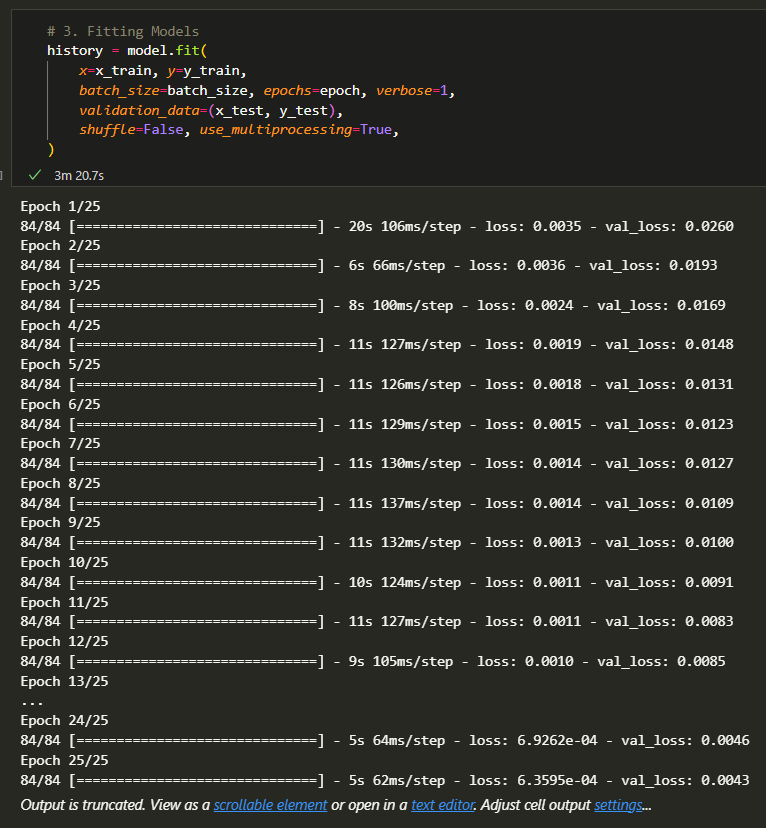 # 3. Fitting Models
history = model.fit(
x=x_train, y=y_train,
batch_size=batch_size, epochs=epoch, verbose=1,
validation_data=(x_test, y_test),
shuffle=False, use_multiprocessing=True,
)
✓ 3m 20.7s
Epoch 1/25
84/84 [==============================] - 20s 106ms/step - loss: 0.0035 - val_loss: 0.0260
Epoch 2/25
84/84 [==============================] - 6s 66ms/step - loss: 0.0036 - val_loss: 0.0193
Epoch 3/25
84/84 [==============================] - 8s 100ms/step - loss: 0.0024 - val_loss: 0.0169
Epoch 4/25
84/84 [==============================] - 11s 127ms/step - loss: 0.0019 - val_loss: 0.0148
Epoch 5/25
84/84 [==============================] - 11s 126ms/step - loss: 0.0018 - val_loss: 0.0131
Epoch 6/25
84/84 [==============================] - 11s 129ms/step - loss: 0.0015 - val_loss: 0.0123
Epoch 7/25
84/84 [==============================] - 11s 130ms/step - loss: 0.0014 - val_loss: 0.0127
Epoch 8/25
84/84 [==============================] - 11s 137ms/step - loss: 0.0014 - val_loss: 0.0109
Epoch 9/25
84/84 [==============================] - 11s 132ms/step - loss: 0.0013 - val_loss: 0.0100
Epoch 10/25
84/84 [==============================] - 10s 124ms/step - loss: 0.0011 - val_loss: 0.0091
Epoch 11/25
84/84 [==============================] - 11s 127ms/step - loss: 0.0011 - val_loss: 0.0083
Epoch 12/25
84/84 [==============================] - 9s 105ms/step - loss: 0.0010 - val_loss: 0.0085
Epoch 13/25
...
Epoch 24/25
84/84 [==============================] - 5s 64ms/step - loss: 6.9262e-04 - val_loss: 0.0046
Epoch 25/25
84/84 [==============================] - 5s 62ms/step - loss: 6.3595e-04 - val_loss: 0.0043
Output is truncated. View as a scrollable element or open in a text editor. Adjust cell output settings...